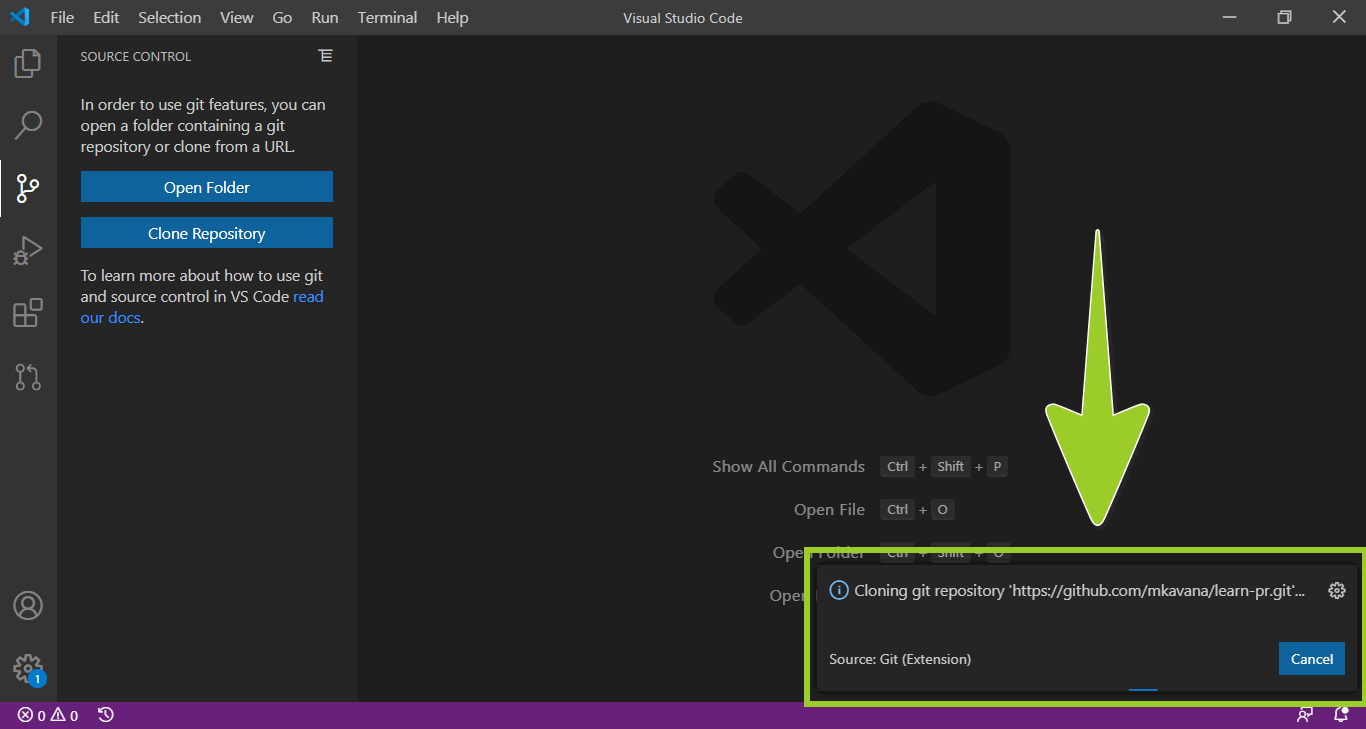 File Edit Selection View Go Run Terminal Help
Visual Studio Code
SOURCE CONTROL
In order to use git features, you can
open a folder containing a git
repository or clone from a URL.
Open Folder
Clone Repository
To learn more about how to use git
and source control in VS Code read
our docs.
Show All Commands Ctrl + Shift + P
Open File Ctrl + O
Open Folder Ctrl + Shift + O
Open
Cloning git repository 'https://github.com/mkavana/learn-pr.git'...
Source: Git (Extension)
Cancel
1
0 0